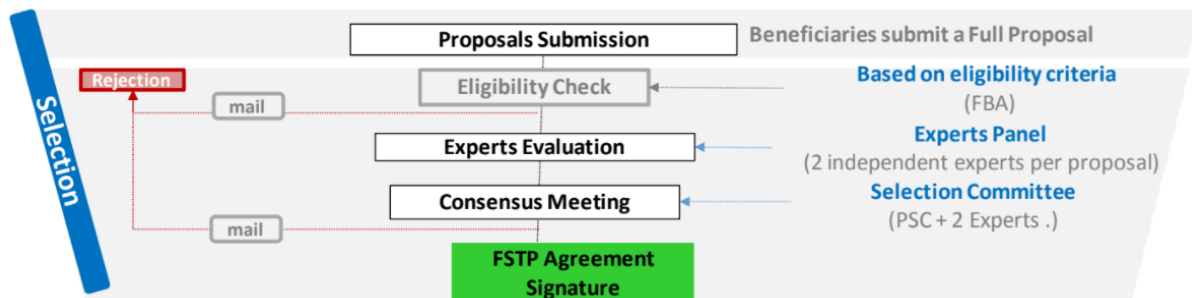 Selection
Proposals Submission
Beneficiaries submit a Full Proposal
Rejection
Eligibility Check
Based on eligibility criteria
(FBA)
mail
Experts Evaluation
Experts Panel
(2 independent experts per proposal)
Consensus Meeting
Selection Committee
(PSC + 2 Experts .)
mail
FSTP Agreement
Signature